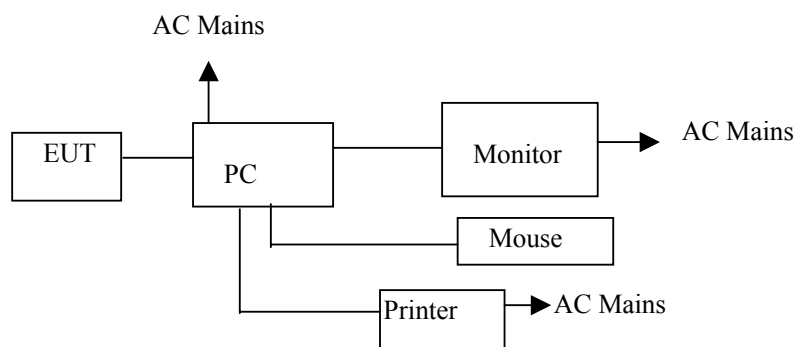 AC Mains
EUT
PC
Monitor
AC Mains
Mouse
Printer
AC Mains